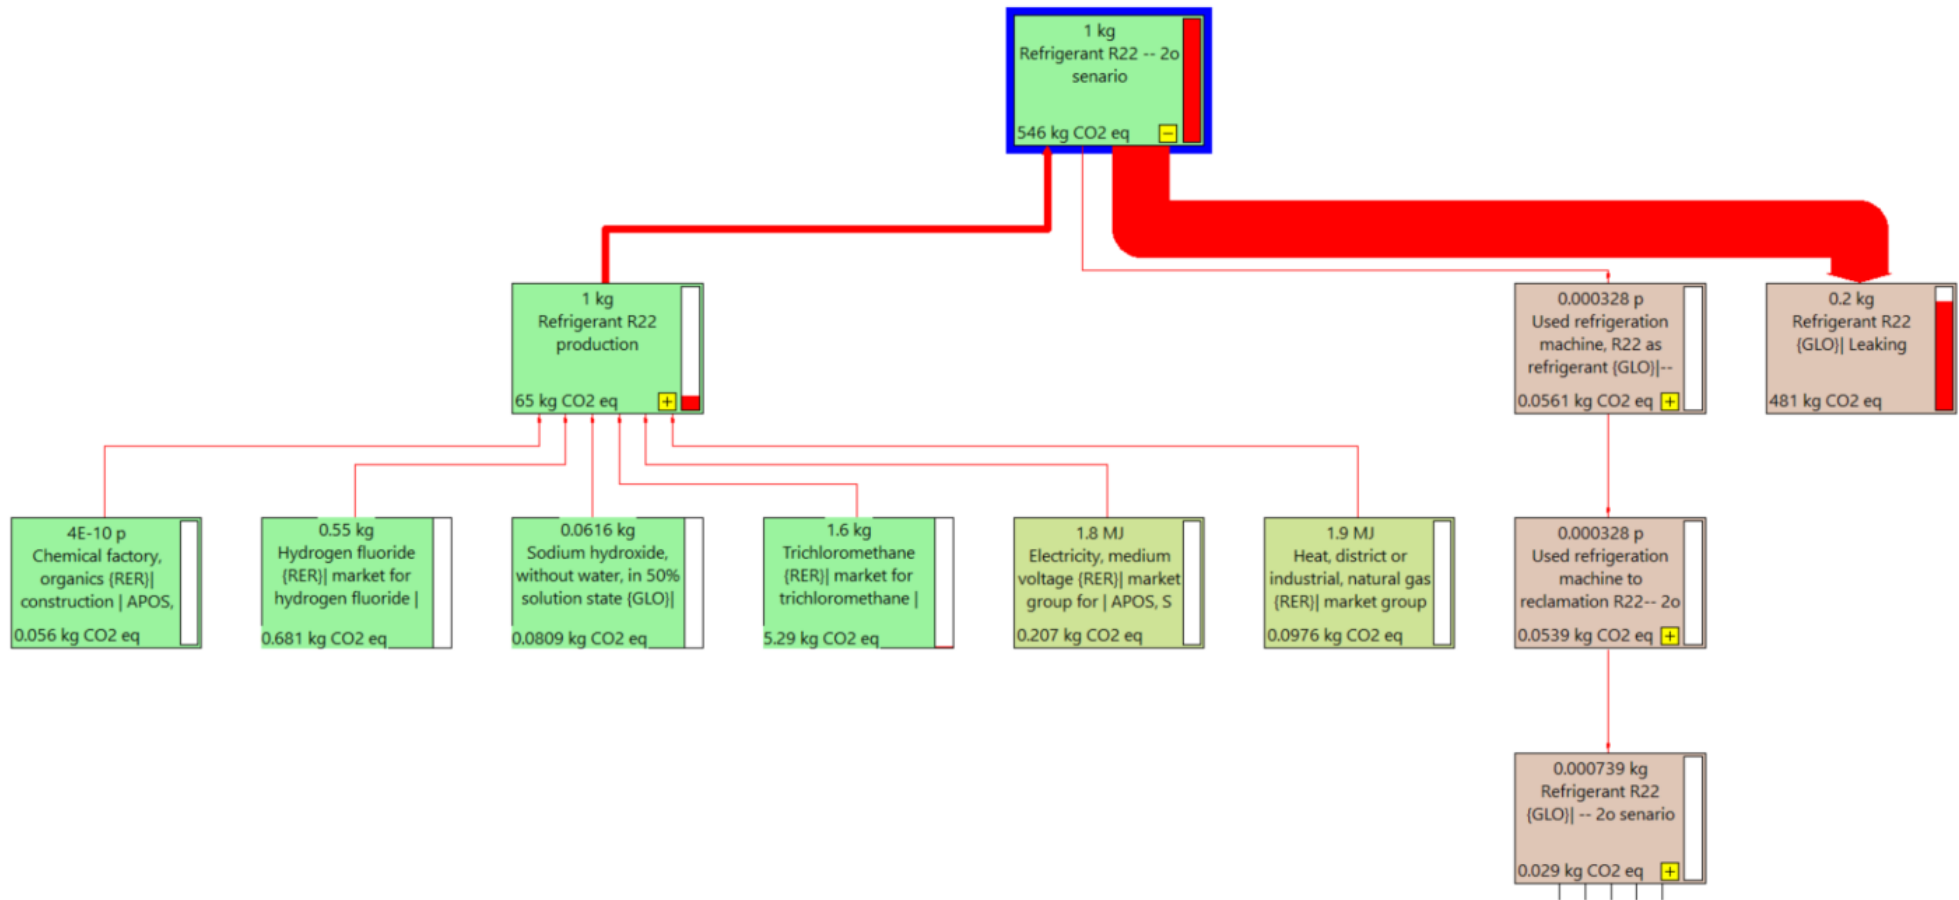 1 kg
Refrigerant R22 -- 2o
senario
546 kg CO2 eq
−
1 kg
Refrigerant R22
production
65 kg CO2 eq
+
0.000328 p
Used refrigeration
machine, R22 as
refrigerant {GLO}|--
0.0561 kg CO2 eq
+
0.2 kg
Refrigerant R22
{GLO}| Leaking
481 kg CO2 eq
4E-10 p
Chemical factory,
organics {RER}|
construction | APOS,
0.056 kg CO2 eq
0.55 kg
Hydrogen fluoride
{RER}| market for
hydrogen fluoride |
0.681 kg CO2 eq
0.0616 kg
Sodium hydroxide,
without water, in 50%
solution state {GLO}|
0.0809 kg CO2 eq
1.6 kg
Trichloromethane
{RER}| market for
trichloromethane |
5.29 kg CO2 eq
1.8 MJ
Electricity, medium
voltage {RER}| market
group for | APOS, S
0.207 kg CO2 eq
1.9 MJ
Heat, district or
industrial, natural gas
{RER}| market group
0.0976 kg CO2 eq
0.000328 p
Used refrigeration
machine to
reclamation R22-- 2o
0.0539 kg CO2 eq
+
0.000739 kg
Refrigerant R22
{GLO}| -- 2o senario
0.029 kg CO2 eq
+